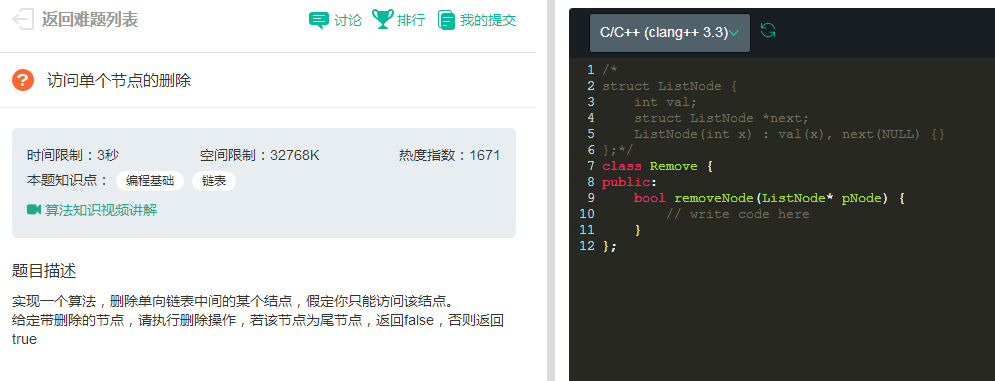 返回难题列表 讨论 排行 我的提交
访问单个节点的删除
时间限制：3秒 空间限制：32768K 热度指数：1671
本题知识点： 编程基础 链表
算法知识视频讲解
题目描述
实现一个算法，删除单向链表中间的某个结点，假定你只能访问该结点。
给定带删除的节点，请执行删除操作，若该节点为尾节点，返回false，否则返回
true
C/C++ (clang++ 3.3)
1 /*
2 struct ListNode {
3     int val;
4     struct ListNode *next;
5     ListNode(int x) : val(x), next(NULL) {}
6 };*/
7 class Remove {
8 public:
9     bool removeNode(ListNode* pNode) {
10         // write code here
11     }
12 };